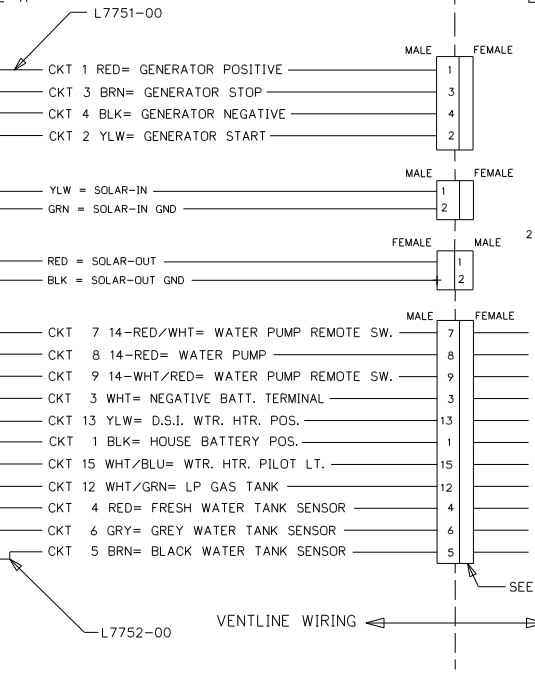 L7751-00
MALE FEMALE
CKT 1 RED= GENERATOR POSITIVE 1
CKT 3 BRN= GENERATOR STOP 3
CKT 4 BLK= GENERATOR NEGATIVE 4
CKT 2 YLW= GENERATOR START 2
MALE FEMALE
YLW = SOLAR-IN 1
GRN = SOLAR-IN GND 2
FEMALE MALE 2
RED = SOLAR-OUT 1
BLK = SOLAR-OUT GND 2
MALE FEMALE
CKT 7 14-RED/WHT= WATER PUMP REMOTE SW. 7
CKT 8 14-RED= WATER PUMP 8
CKT 9 14-WHT/RED= WATER PUMP REMOTE SW. 9
CKT 3 WHT= NEGATIVE BATT. TERMINAL 3
CKT 13 YLW= D.S.I. WTR. HTR. POS. 13
CKT 1 BLK= HOUSE BATTERY POS. 1
CKT 15 WHT/BLU= WTR. HTR. PILOT LT. 15
CKT 12 WHT/GRN= LP GAS TANK 12
CKT 4 RED= FRESH WATER TANK SENSOR 4
CKT 6 GRY= GREY WATER TANK SENSOR 6
CKT 5 BRN= BLACK WATER TANK SENSOR 5
SEE
VENTLINE WIRING
L7752-00